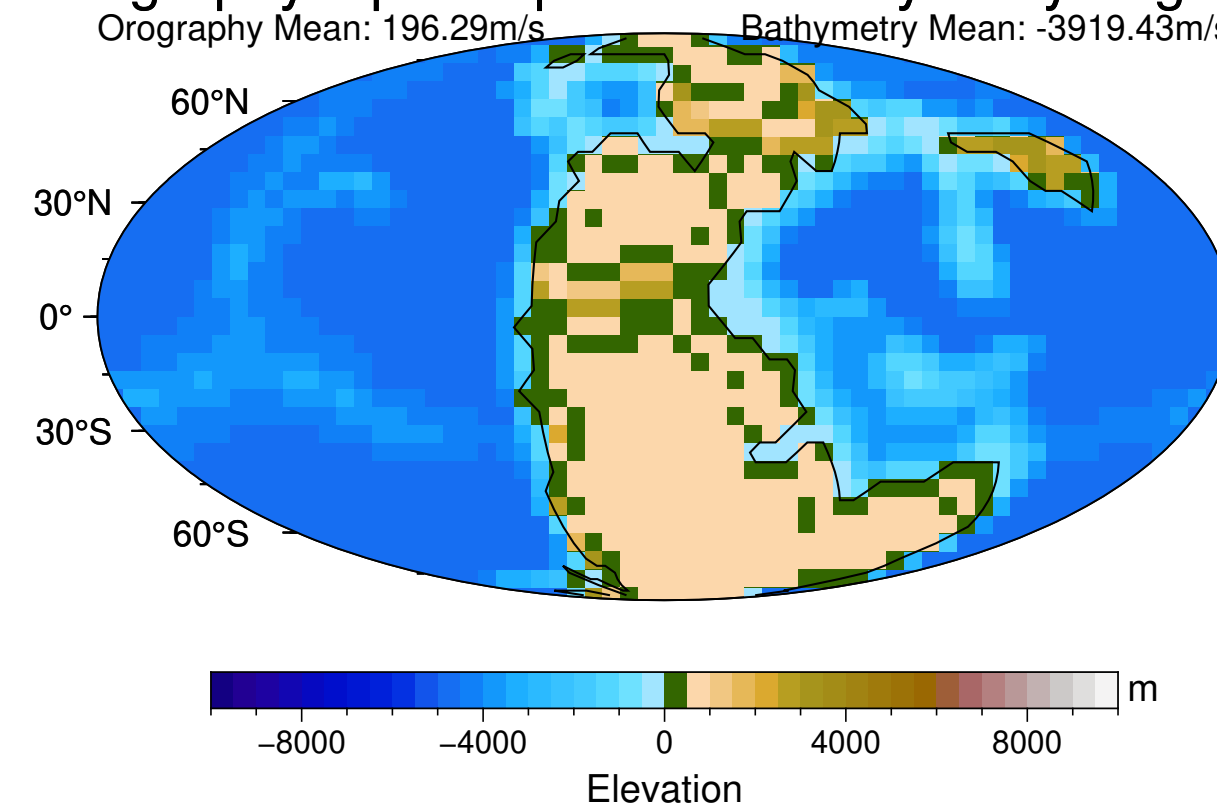 Orography Mean: 196.29m/s Bathymetry Mean: -3919.43m/s
60°N
30°N
0°
30°S
60°S
m
−8000 −4000 0 4000 8000
Elevation